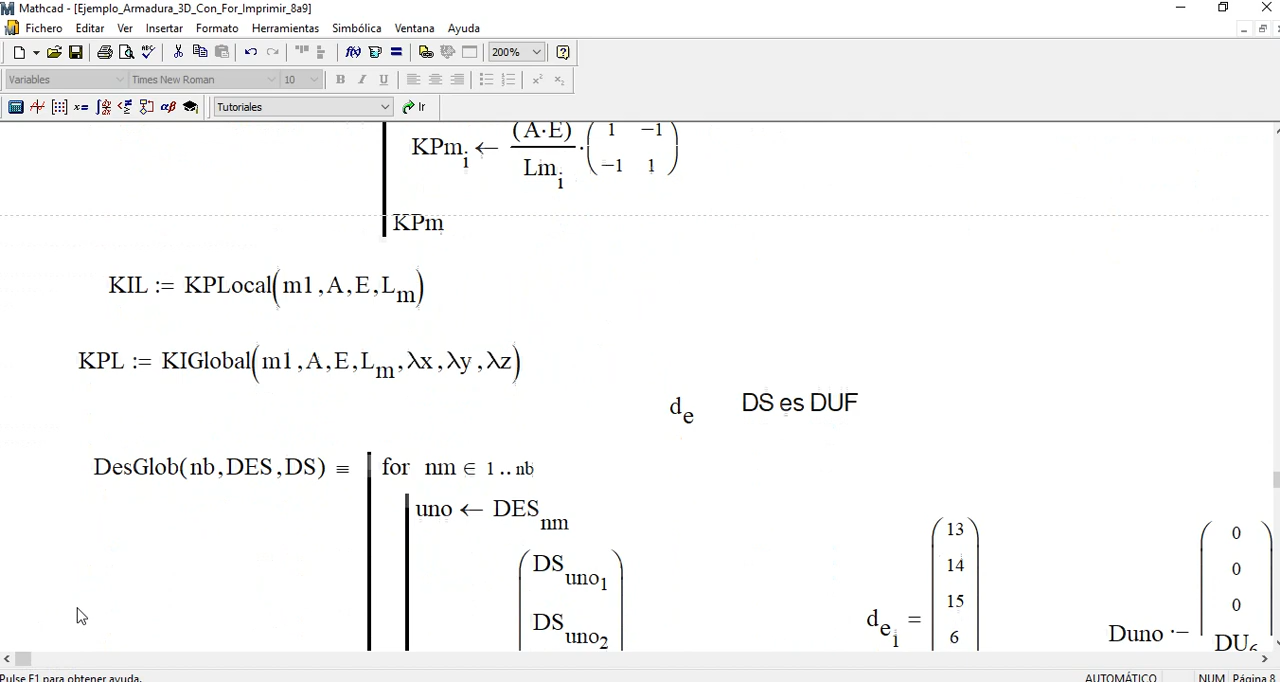 Mathcad - [Ejemplo_Armadura_3D_Con_For_Imprimir_8a9]
Fichero Editar Ver Insertar Formato Herramientas Simbólica Ventana Ayuda
200%
Variables Times New Roman 10 B I U
Tutoriales Ir
KPm_i ← (A·E)/Lm_i · (1 −1; −1 1)
KPm
KIL := KPLocal(m1,A,E,L_m)
KPL := KIGlobal(m1,A,E,L_m,λx,λy,λz)
d_e DS es DUF
DesGlob(nb,DES,DS) ≡ for nm ∈ 1..nb
uno ← DES_nm
DS_uno_1
DS_uno_2
d_e_i = 13 14 15 6
Duno := 0 0 0 DU_6
Pulse F1 para obtener ayuda. AUTOMÁTICO NUM Página 8